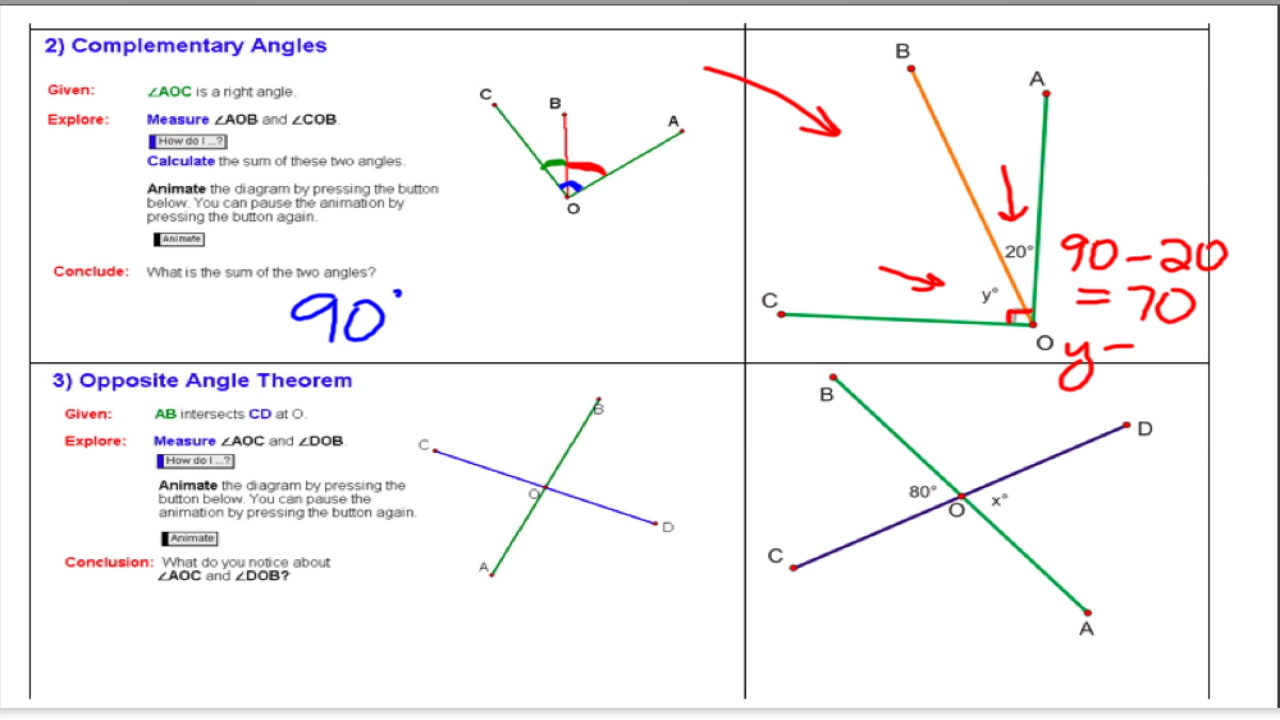 2) Complementary Angles
Given: ∠AOC is a right angle.
Explore: Measure ∠AOB and ∠COB.
How do I ...?
Calculate the sum of these two angles.
Animate the diagram by pressing the button
below. You can pause the animation by
pressing the button again.
Animate
Conclude: What is the sum of the two angles?
90°
C
B
A
O
B
A
20°
y°
C
O
90-20
=70
y=
3) Opposite Angle Theorem
Given: AB intersects CD at O.
Explore: Measure ∠AOC and ∠DOB.
How do I ...?
Animate the diagram by pressing the
button below. You can pause the
animation by pressing the button again.
Animate
Conclusion: What do you notice about
∠AOC and ∠DOB?
B
C
O
D
A
B
D
80°
x°
O
C
A